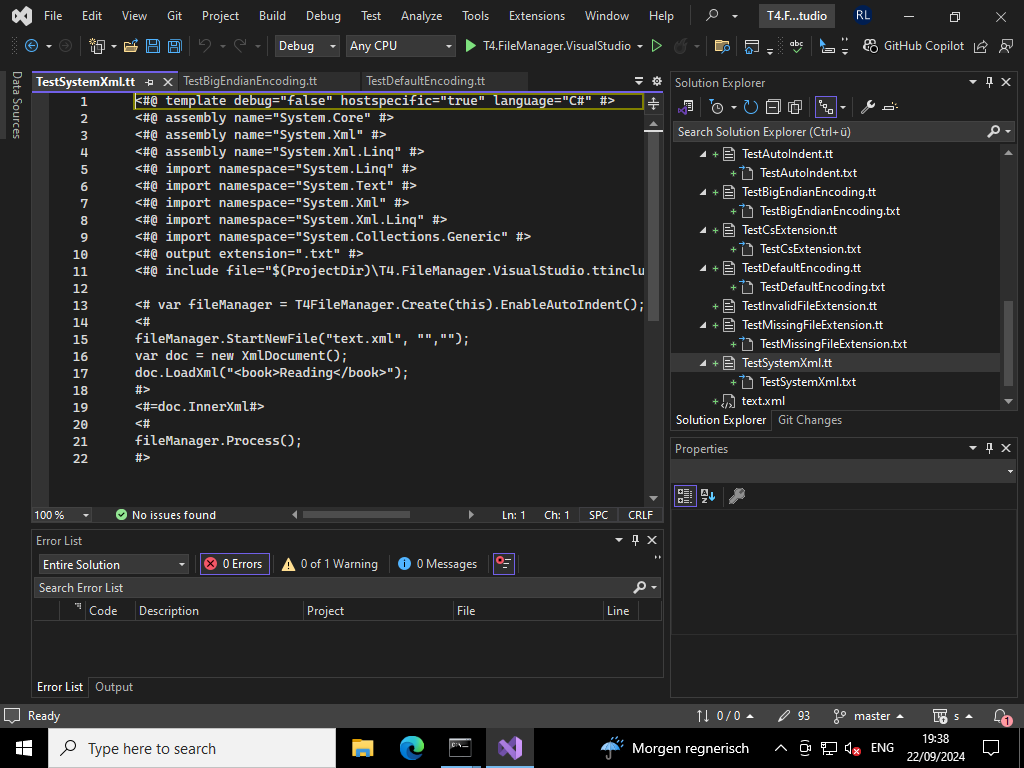 File Edit View Git Project Build Debug Test Analyze Tools Extensions Window Help T4.F...tudio RL
Debug Any CPU T4.FileManager.VisualStudio abc GitHub Copilot
Data Sources
TestSystemXml.tt TestBigEndianEncoding.tt TestDefaultEncoding.tt
1 <#@ template debug="false" hostspecific="true" language="C#" #>
2 <#@ assembly name="System.Core" #>
3 <#@ assembly name="System.Xml" #>
4 <#@ assembly name="System.Xml.Linq" #>
5 <#@ import namespace="System.Linq" #>
6 <#@ import namespace="System.Text" #>
7 <#@ import namespace="System.Xml" #>
8 <#@ import namespace="System.Xml.Linq" #>
9 <#@ import namespace="System.Collections.Generic" #>
10 <#@ output extension=".txt" #>
11 <#@ include file="$(ProjectDir)\T4.FileManager.VisualStudio.ttinclu
12
13 <# var fileManager = T4FileManager.Create(this).EnableAutoIndent();
14 <#
15 fileManager.StartNewFile("text.xml", "","");
16 var doc = new XmlDocument();
17 doc.LoadXml("<book>Reading</book>");
18 #>
19 <#=doc.InnerXml#>
20 <#
21 fileManager.Process();
22 #>
100 % No issues found Ln: 1 Ch: 1 SPC CRLF
Error List
Entire Solution 0 Errors 0 of 1 Warning 0 Messages
Search Error List
Code Description Project File Line
Error List Output
Solution Explorer
Search Solution Explorer (Ctrl+ü)
TestAutoIndent.tt
TestAutoIndent.txt
TestBigEndianEncoding.tt
TestBigEndianEncoding.txt
TestCsExtension.tt
TestCsExtension.txt
TestDefaultEncoding.tt
TestDefaultEncoding.txt
TestInvalidFileExtension.tt
TestMissingFileExtension.tt
TestMissingFileExtension.txt
TestSystemXml.tt
TestSystemXml.txt
text.xml
Solution Explorer Git Changes
Properties
Ready 0 / 0 93 master s 1
Type here to search Morgen regnerisch ENG 19:38
22/09/2024